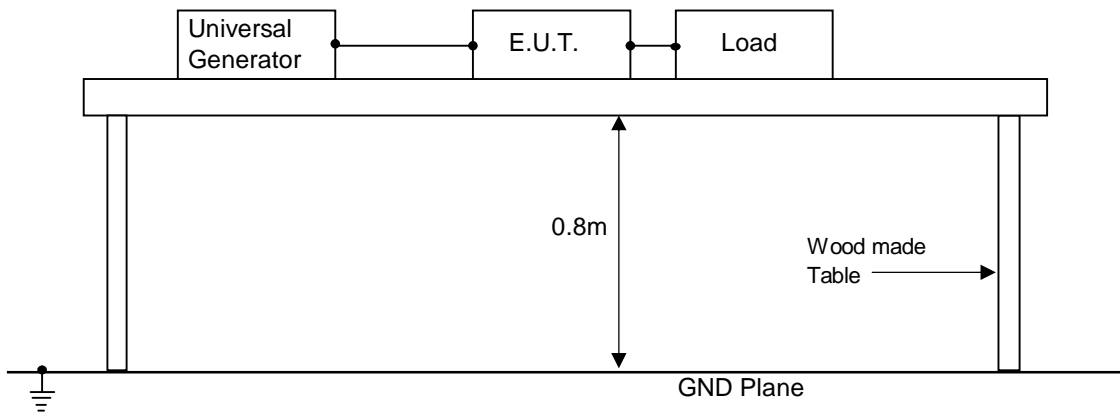 Universal
Generator
E.U.T.
Load
0.8m
Wood made
Table
GND Plane